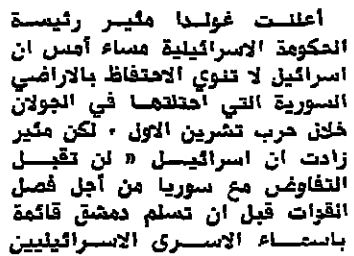 أعلنت غولدا مئير رئيسة
الحكومة الاسرائيلية مساء أمس ان
اسرائيل لا تنوي الاحتفاظ بالاراضي
السورية التي احتلتها في الجولان
خلال حرب تشرين الاول . لكن مئير
زادت ان اسرائيل « لن تقبل
التفاوض مع سوريا من أجل فصل
القوات قبل ان تسلم دمشق قائمة
باسماء الاسرى الاسرائيليين